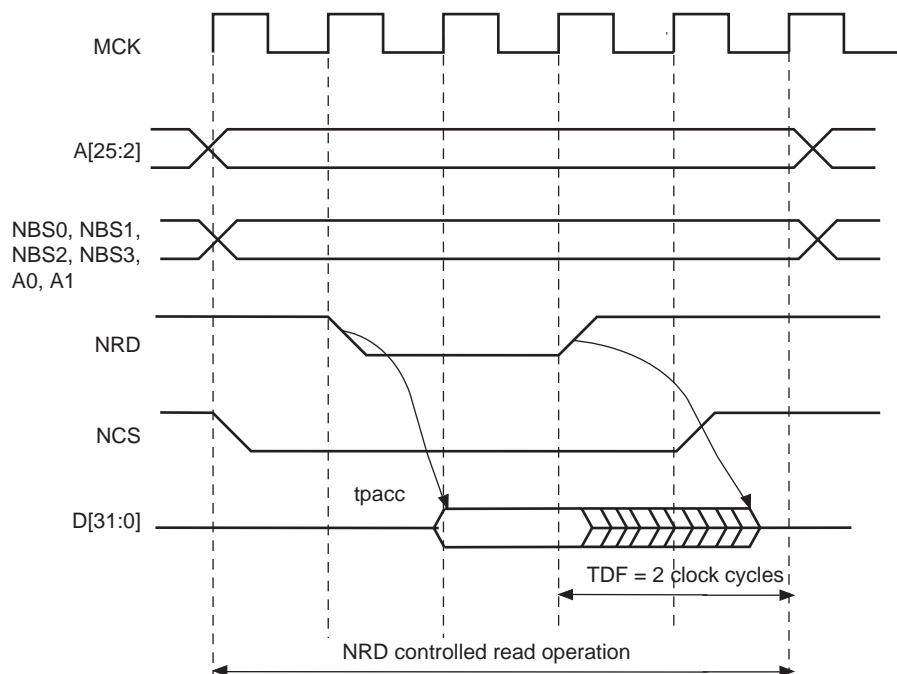 MCK
A[25:2]
NBS0, NBS1,
NBS2, NBS3,
A0, A1
NRD
NCS
tpacc
D[31:0]
TDF = 2 clock cycles
NRD controlled read operation